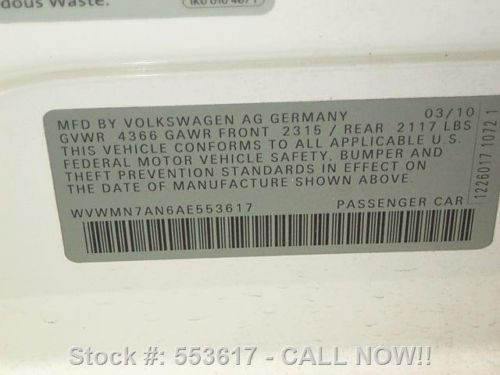 dous Waste.
MFD BY VOLKSWAGEN AG GERMANY 03/10
GVWR 4366 GAWR FRONT 2315 / REAR 2117 LBS
THIS VEHICLE CONFORMS TO ALL APPLICABLE U.S.
FEDERAL MOTOR VEHICLE SAFETY, BUMPER AND
THEFT PREVENTION STANDARDS IN EFFECT ON
THE DATE OF MANUFACTURE SHOWN ABOVE.
WVWMN7AN6AE553617 PASSENGER CAR
1226017 1072 1
Stock #: 553617 - CALL NOW!!